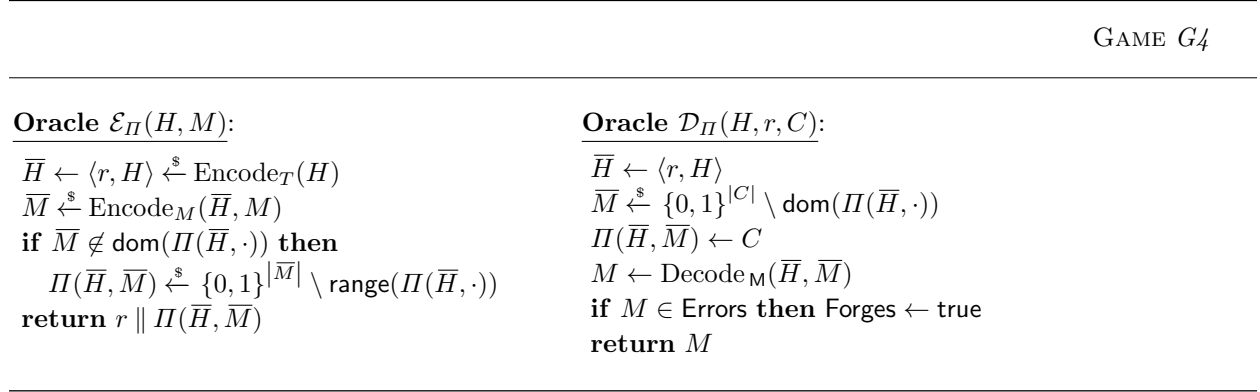 GAME G4
Oracle 𝓔_Π(H, M):
H̅ ← ⟨r, H⟩ ←$ Encode_T(H)
M̅ ←$ Encode_M(H̅, M)
if M̅ ∉ dom(Π(H̅, ·)) then
Π(H̅, M̅) ←$ {0, 1}^|M̅| \ range(Π(H̅, ·))
return r ∥ Π(H̅, M̅)
Oracle 𝓓_Π(H, r, C):
H̅ ← ⟨r, H⟩
M̅ ←$ {0, 1}^|C| \ dom(Π(H̅, ·))
Π(H̅, M̅) ← C
M ← Decode_M(H̅, M̅)
if M ∈ Errors then Forges ← true
return M